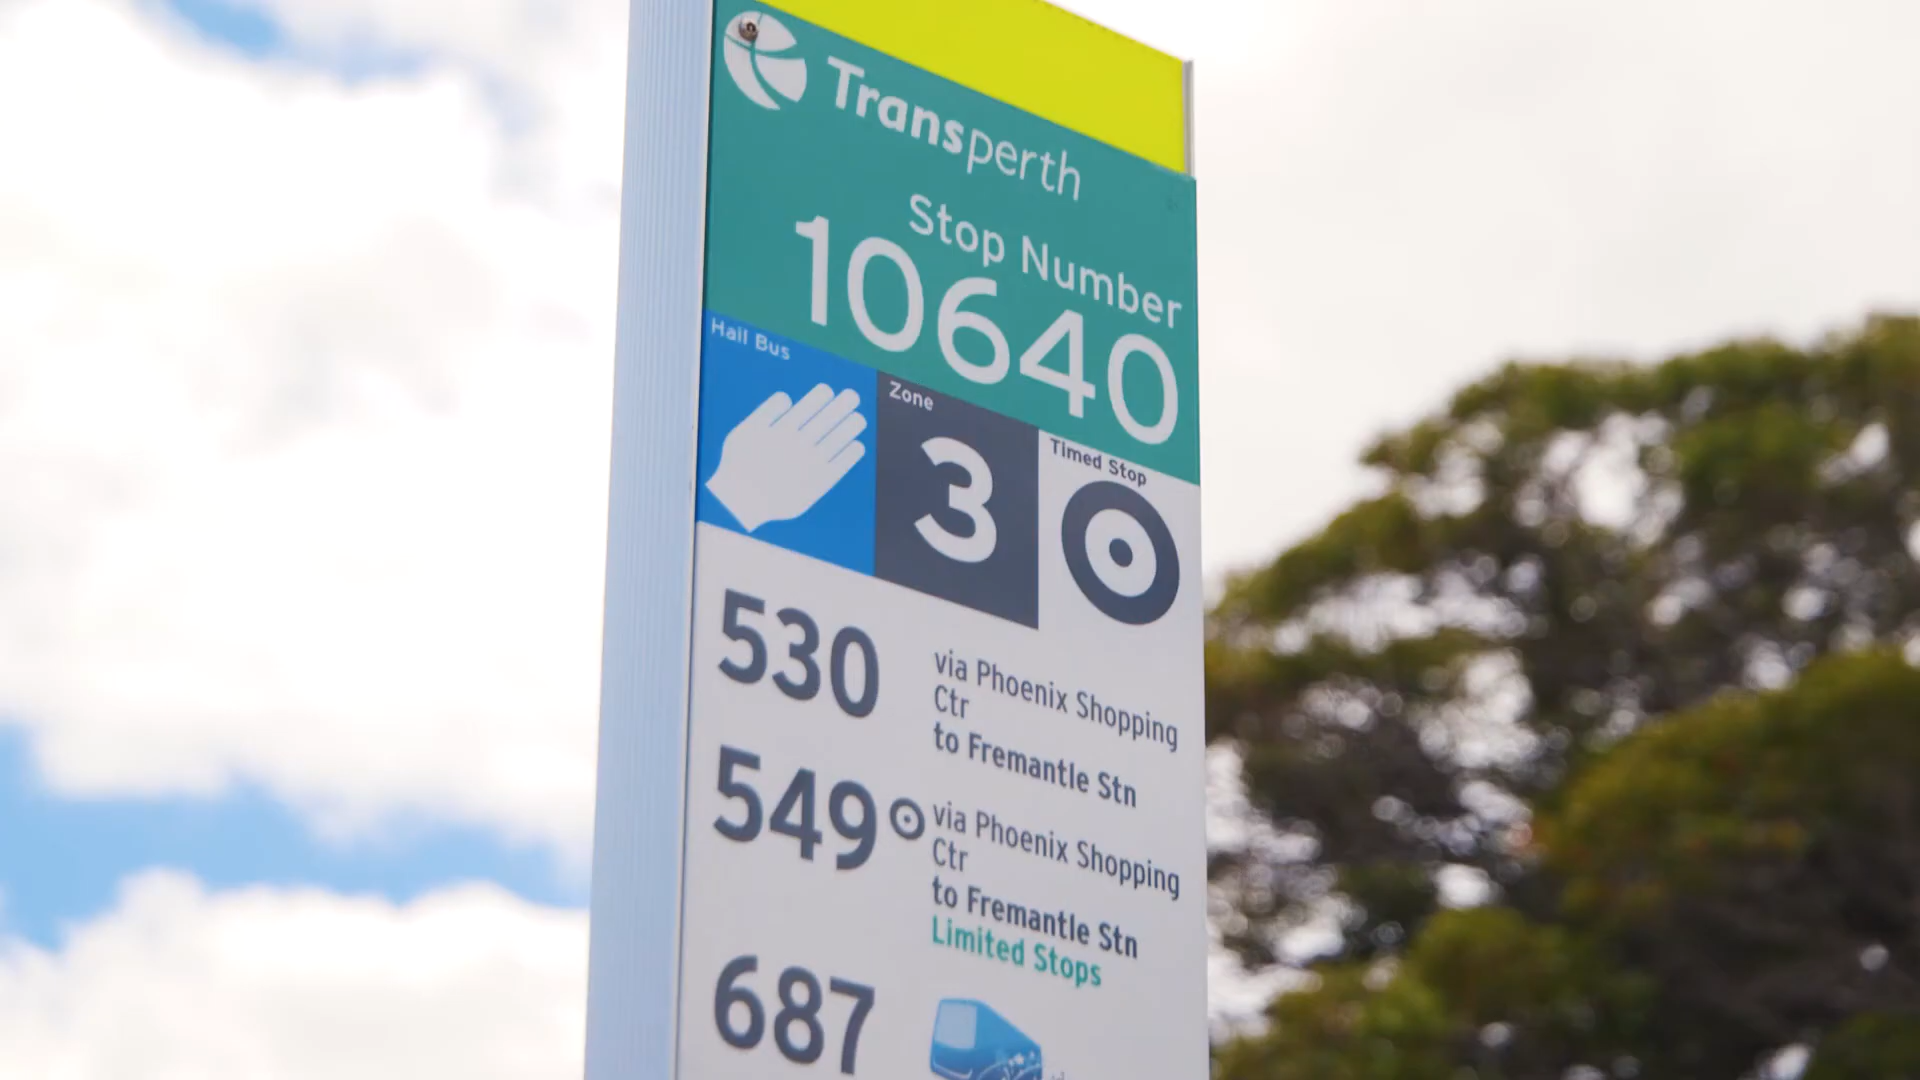 Transperth
Stop Number
10640
Hail Bus
Zone
3
Timed Stop
530
via Phoenix Shopping
Ctr
to Fremantle Stn
549
via Phoenix Shopping
Ctr
to Fremantle Stn
Limited Stops
687